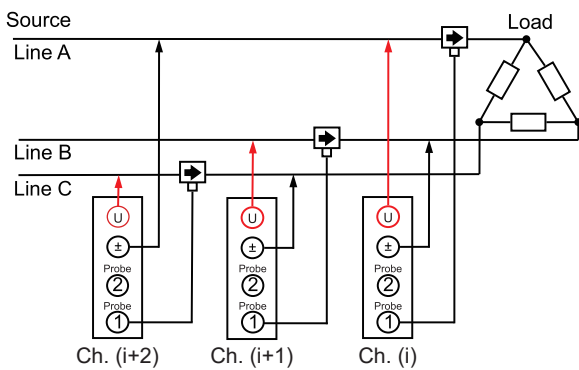 Source
Load
Line A
Line B
Line C
U
U
U
±
±
±
Probe
Probe
Probe
2
2
2
Probe
Probe
Probe
1
1
1
Ch. (i+2)
Ch. (i+1)
Ch. (i)